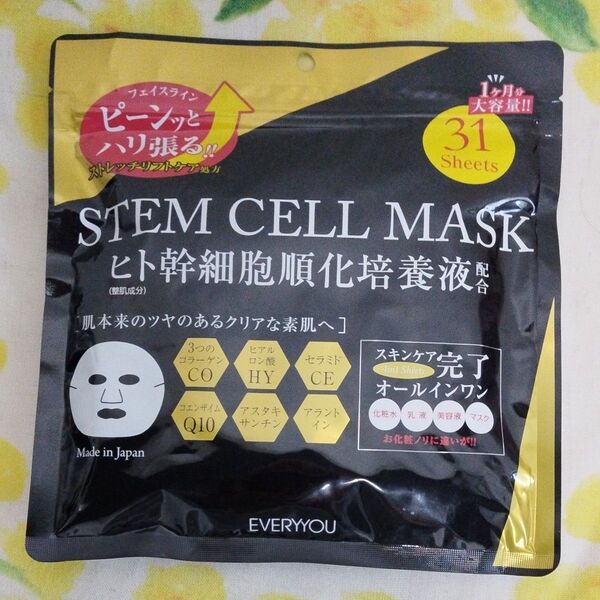 フェイスライン
ピーンッと
ハリ張る!!
ストレッチリフトケア処方
1ヶ月分
大容量!!
31
Sheets
STEM CELL MASK
ヒト幹細胞順化培養液配合
(整肌成分)
[肌本来のツヤのあるクリアな素肌へ]
3つの
コラーゲン
CO
ヒアル
ロン酸
HY
セラミド
CE
コエンザイム
Q10
アスタキ
サンチン
アラント
イン
スキンケア完了
4in1 Sheets
オールインワン
化粧水 乳液 美容液 マスク
お化粧ノリに違いが!!
Made in Japan
EVERYYOU